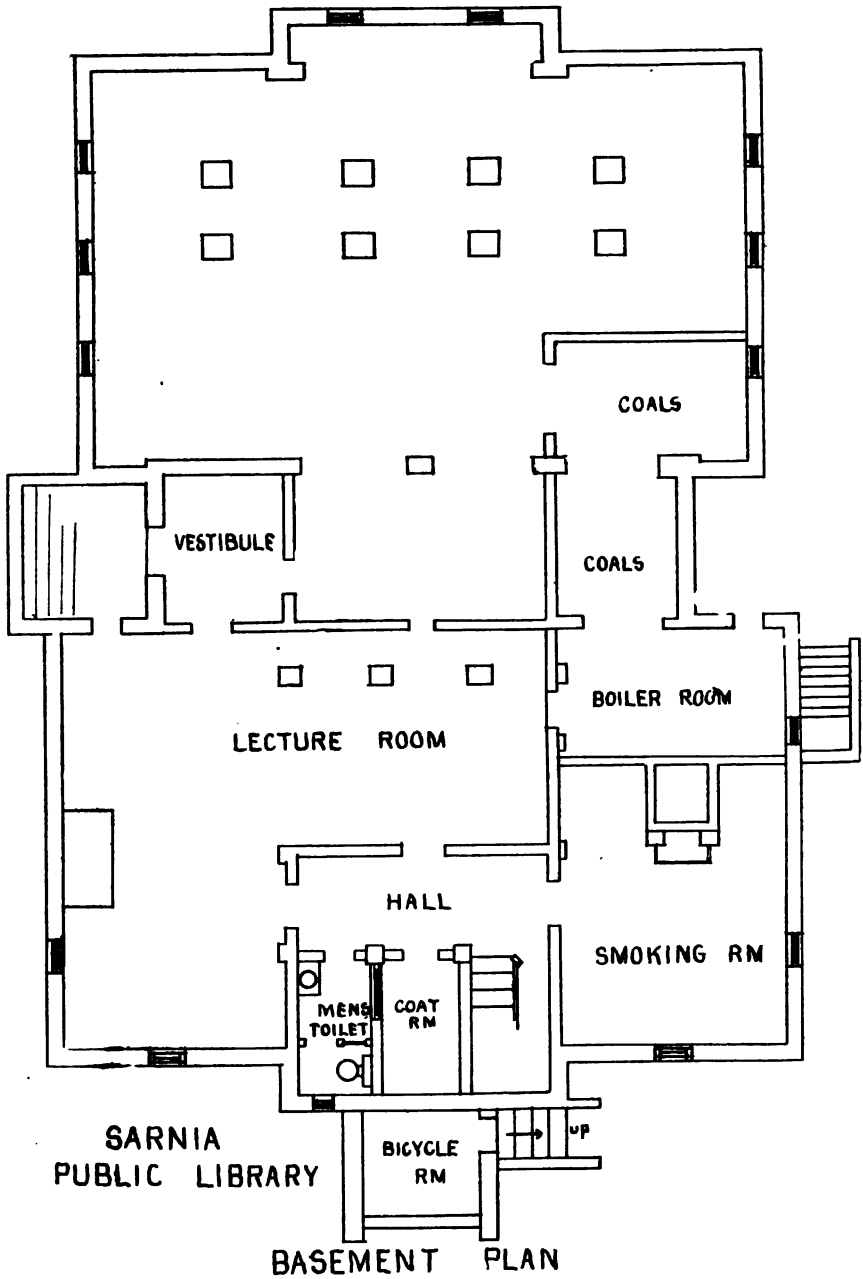 COALS
VESTIBULE
COALS
BOILER ROOM
LECTURE ROOM
HALL
SMOKING RM
MENS
TOILET
COAT
RM
UP
BICYCLE
RM
SARNIA
PUBLIC LIBRARY
BASEMENT PLAN